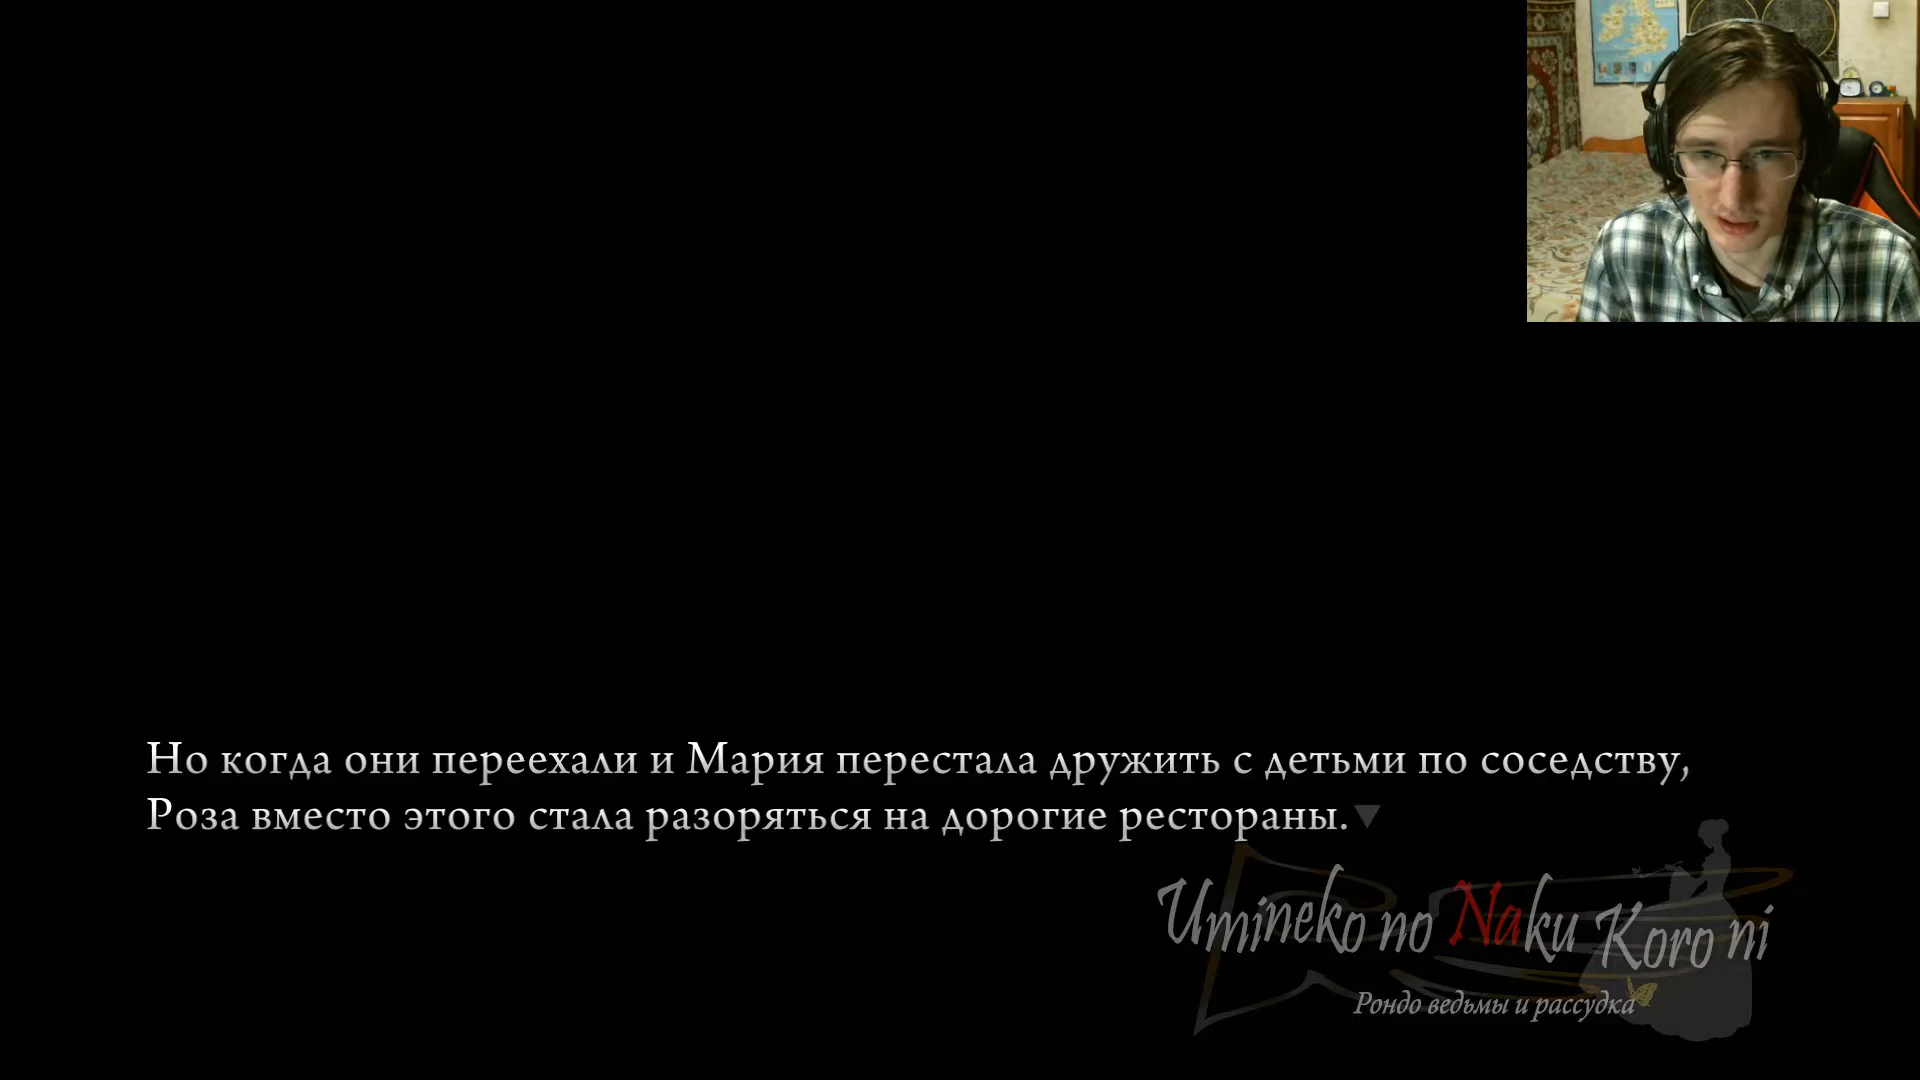 Но когда они переехали и Мария перестала дружить с детьми по соседству,
Роза вместо этого стала разоряться на дорогие рестораны.
Umineko no Naku Koro ni
Рондо ведьмы и рассудка